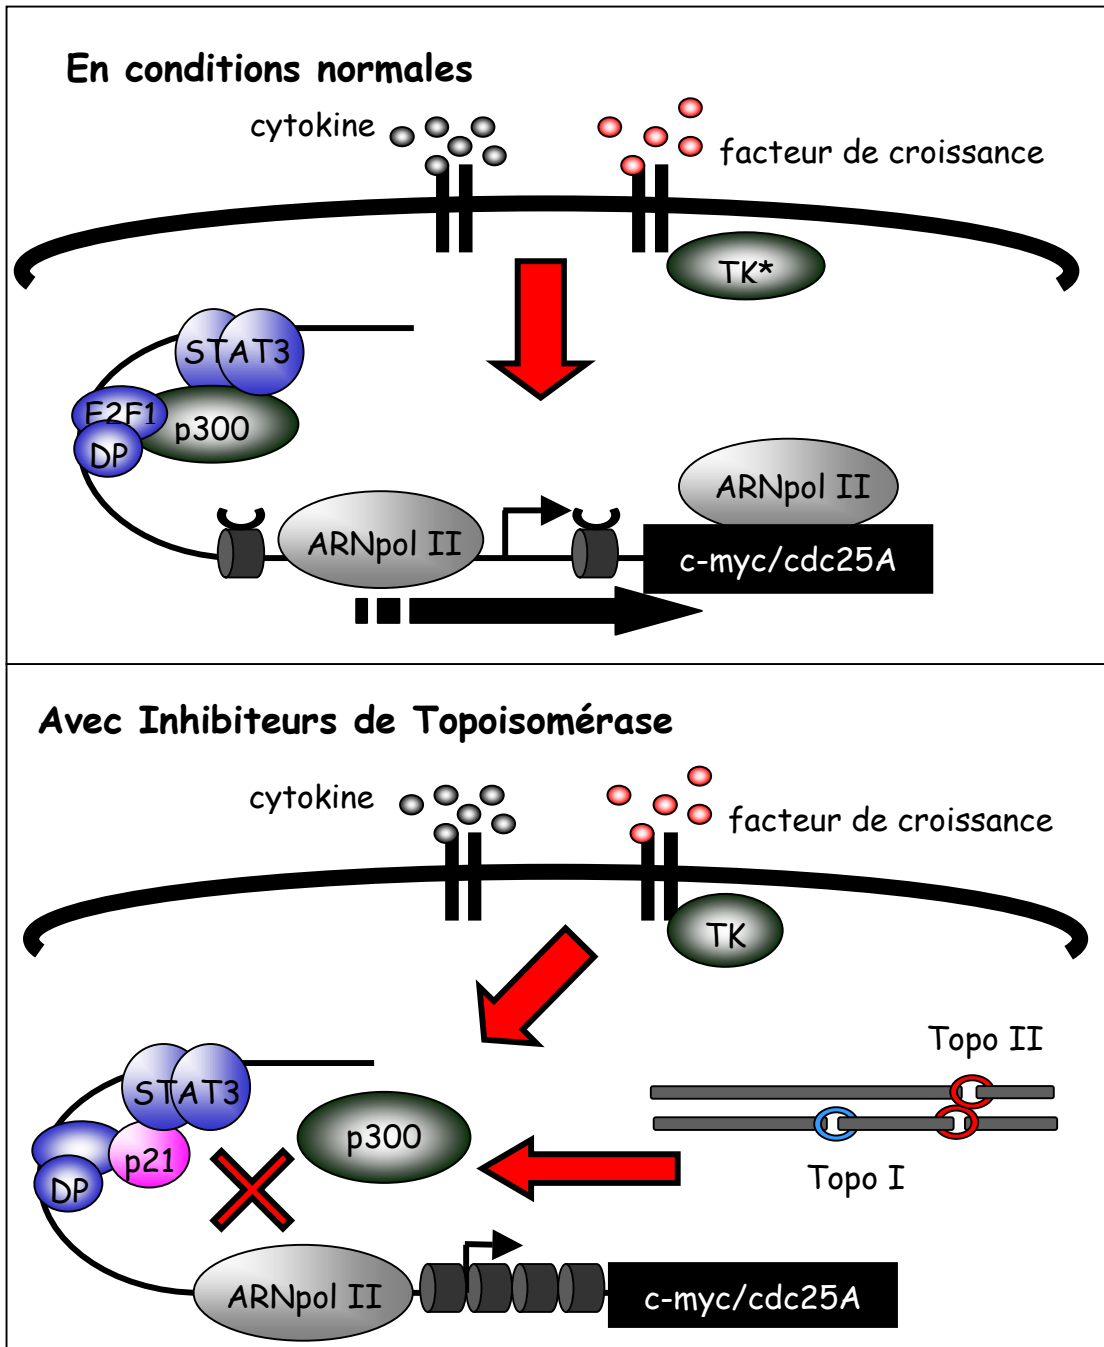 En conditions normales
cytokine
facteur de croissance
TK*
STAT3
E2F1
p300
DP
ARNpol II
ARNpol II
c-myc/cdc25A
Avec Inhibiteurs de Topoisomérase
cytokine
facteur de croissance
TK
Topo II
STAT3
p300
p21
DP
Topo I
ARNpol II
c-myc/cdc25A